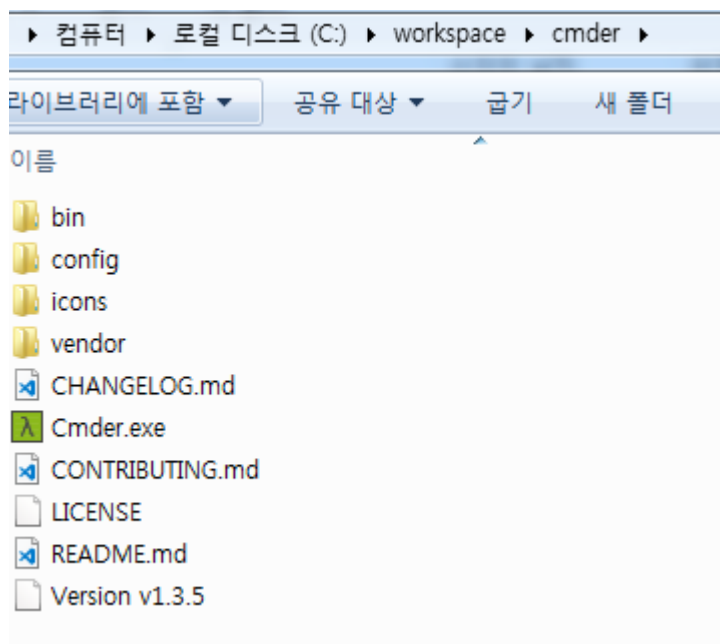 컴퓨터 로컬 디스크 (C:) workspace cmder
라이브러리에 포함 공유 대상 굽기 새 폴더
이름
bin
config
icons
vendor
CHANGELOG.md
Cmder.exe
CONTRIBUTING.md
LICENSE
README.md
Version v1.3.5